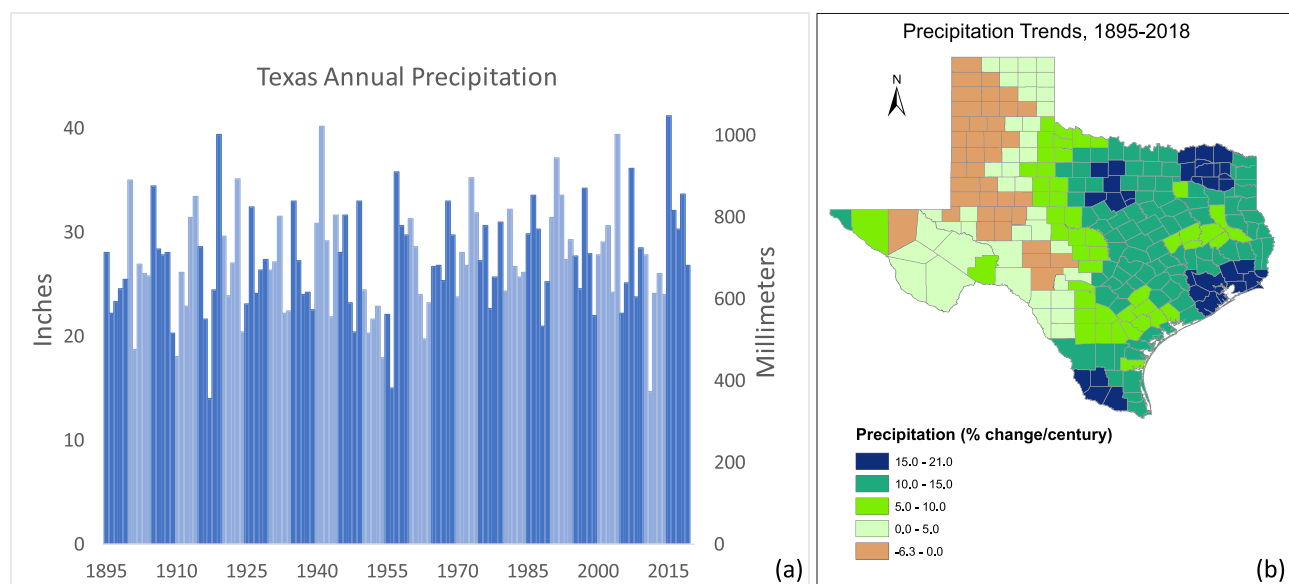 Texas Annual Precipitation
40
30
20
10
0
Inches
1000
800
600
400
200
0
Millimeters
1895 1910 1925 1940 1955 1970 1985 2000 2015
(a)
Precipitation Trends, 1895-2018
N
Precipitation (% change/century)
15.0 - 21.0
10.0 - 15.0
5.0 - 10.0
0.0 - 5.0
-6.3 - 0.0
(b)